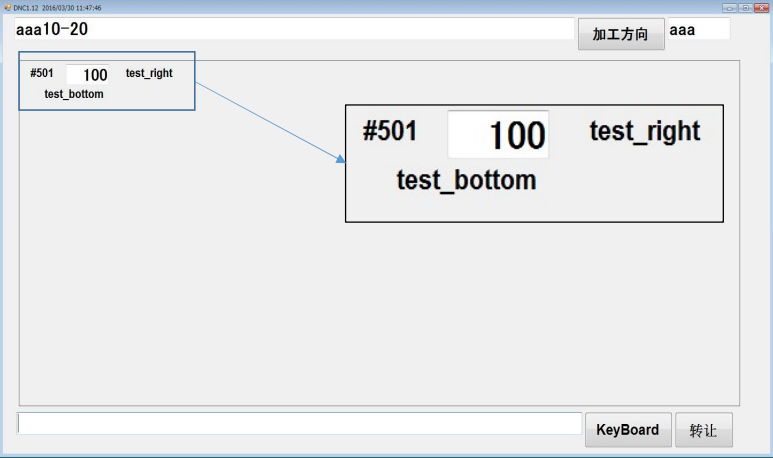 DNC1.12 2016/03/30 11:47:46
aaa10-20
加工方向
aaa
#501 100 test_right
test_bottom
#501 100 test_right
test_bottom
KeyBoard
转让